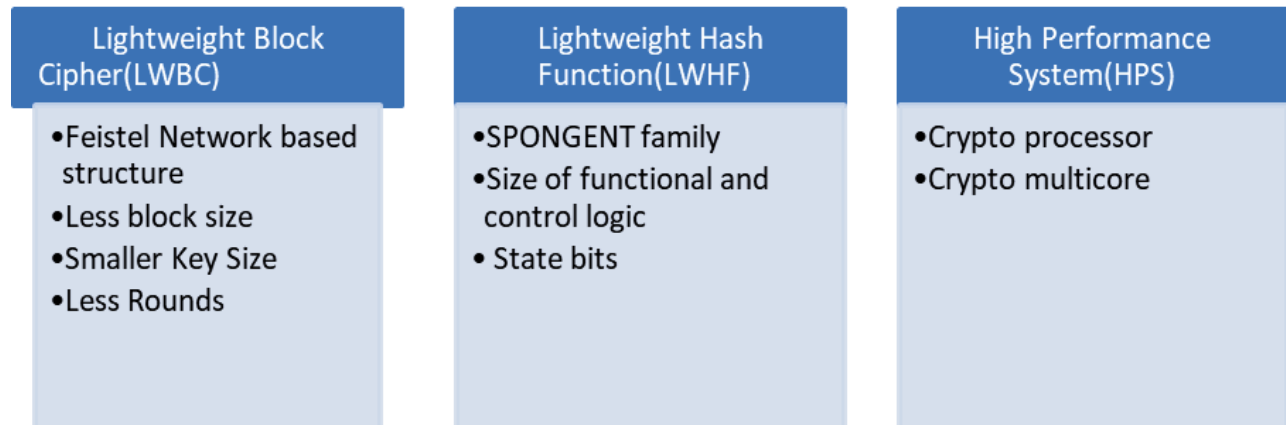 Lightweight Block
Cipher(LWBC)
•Feistel Network based
structure
•Less block size
•Smaller Key Size
•Less Rounds
Lightweight Hash
Function(LWHF)
•SPONGENT family
•Size of functional and
control logic
• State bits
High Performance
System(HPS)
•Crypto processor
•Crypto multicore